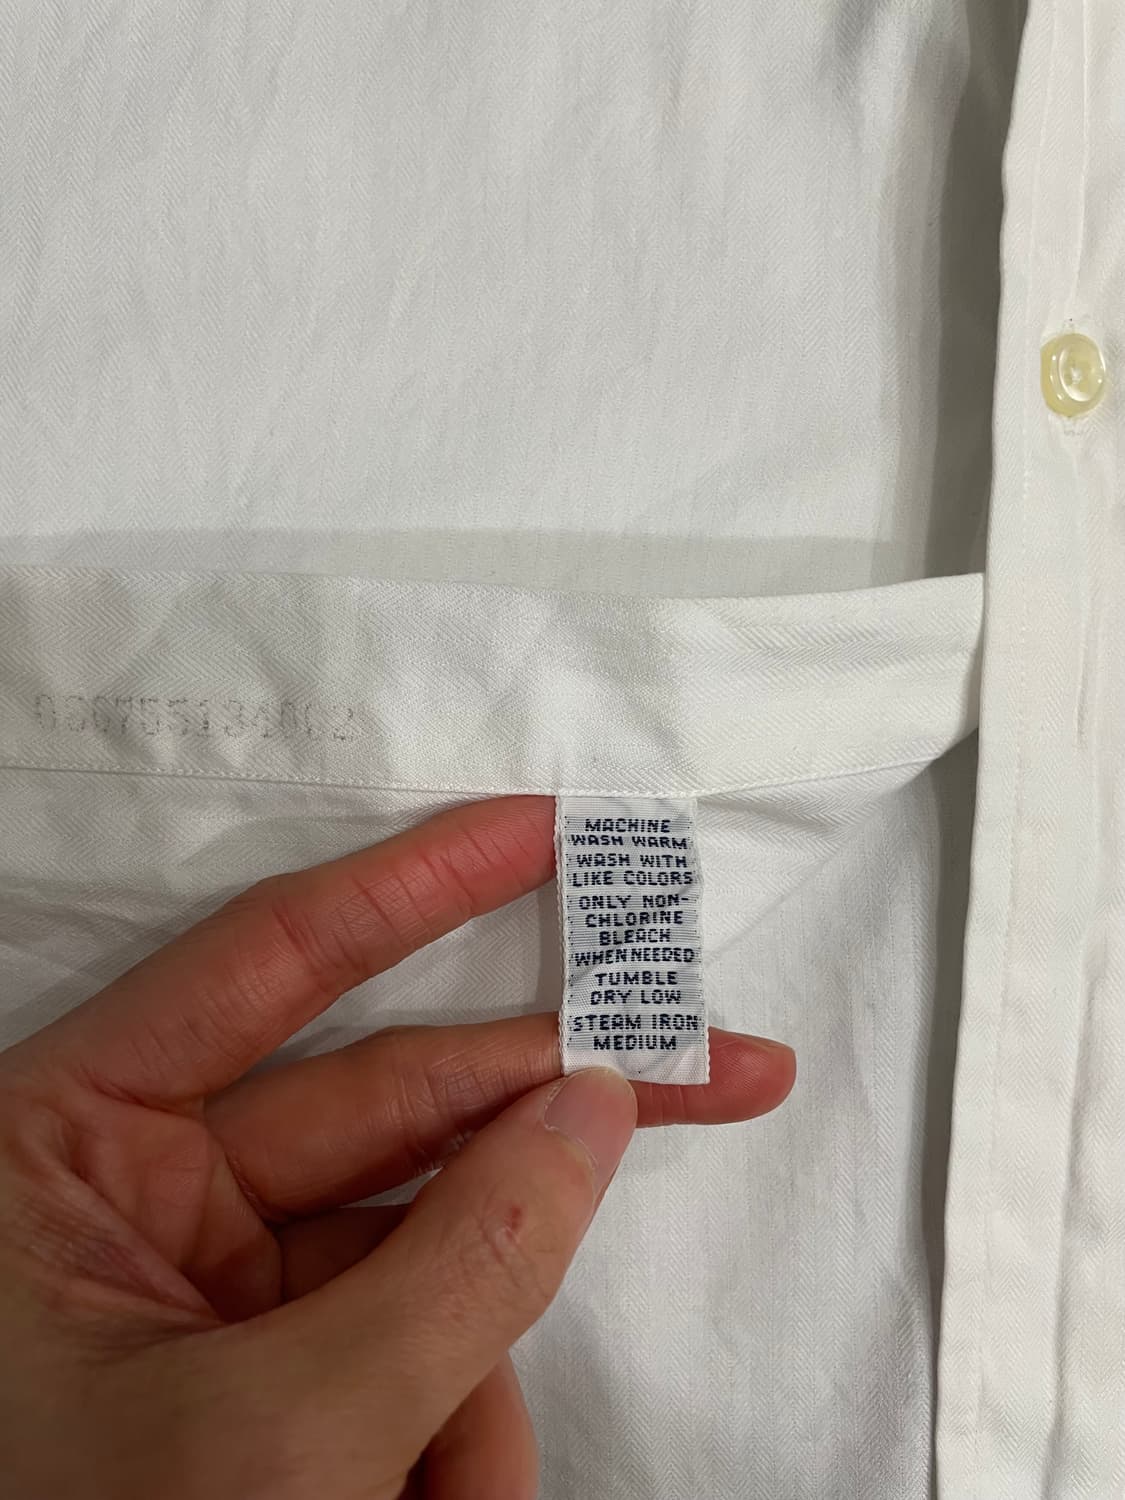 MACHINE
WASH WARM
WASH WITH
LIKE COLORS
ONLY NON-
CHLORINE
BLEACH
WHEN NEEDED
TUMBLE
DRY LOW
STEAM IRON
MEDIUM